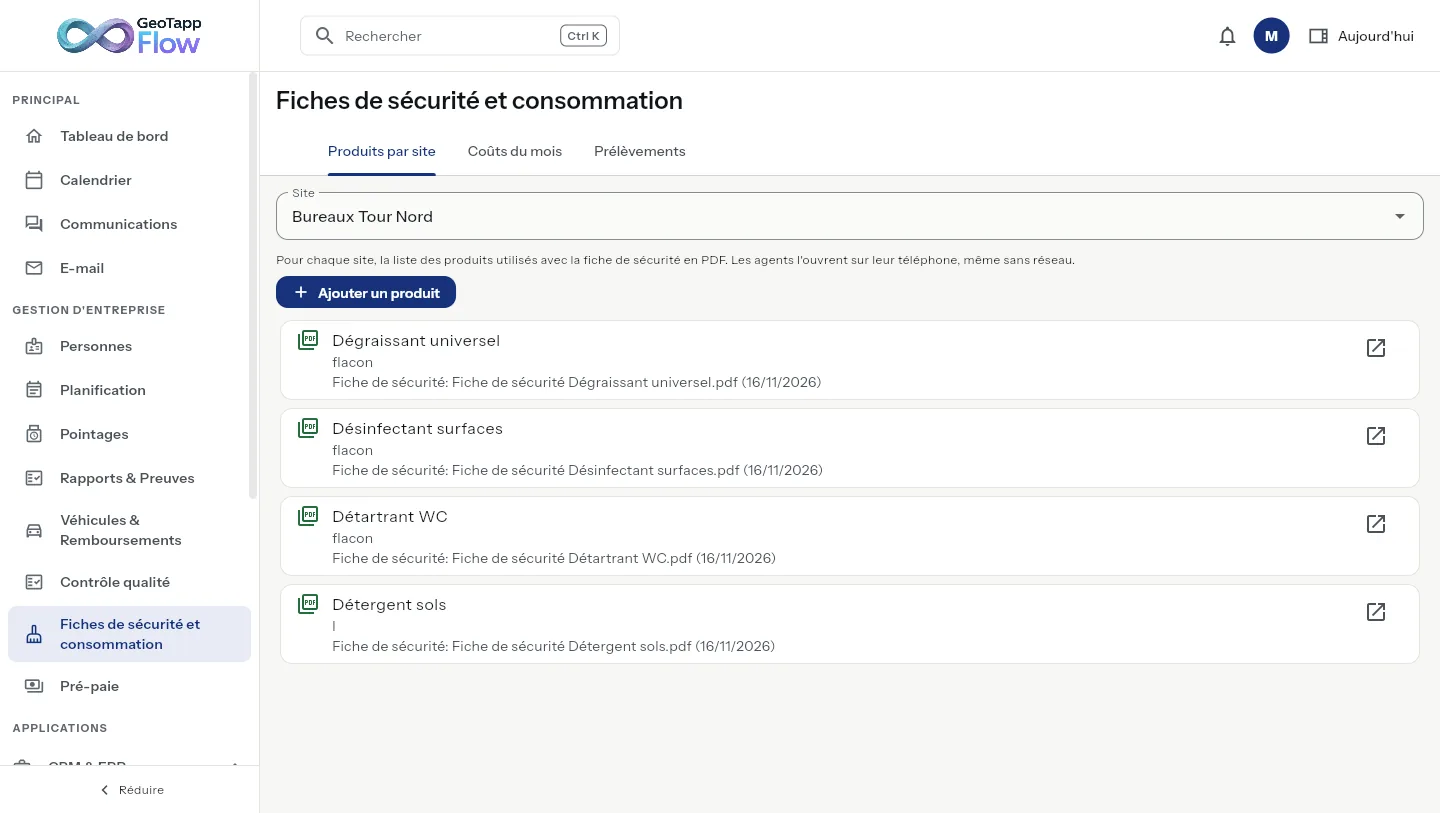 GeoTapp
Flow
Rechercher
Ctrl K
M
Aujourd'hui
PRINCIPAL
Tableau de bord
Calendrier
Communications
E-mail
GESTION D'ENTREPRISE
Personnes
Planification
Pointages
Rapports & Preuves
Véhicules &
Remboursements
Contrôle qualité
Fiches de sécurité et
consommation
Pré-paie
APPLICATIONS
CRM & ERP
Réduire
Fiches de sécurité et consommation
Produits par site
Coûts du mois
Prélèvements
Site
Bureaux Tour Nord
Pour chaque site, la liste des produits utilisés avec la fiche de sécurité en PDF. Les agents l'ouvrent sur leur téléphone, même sans réseau.
+ Ajouter un produit
PDF
Dégraissant universel
flacon
Fiche de sécurité: Fiche de sécurité Dégraissant universel.pdf (16/11/2026)
PDF
Désinfectant surfaces
flacon
Fiche de sécurité: Fiche de sécurité Désinfectant surfaces.pdf (16/11/2026)
PDF
Détartrant WC
flacon
Fiche de sécurité: Fiche de sécurité Détartrant WC.pdf (16/11/2026)
PDF
Détergent sols
l
Fiche de sécurité: Fiche de sécurité Détergent sols.pdf (16/11/2026)